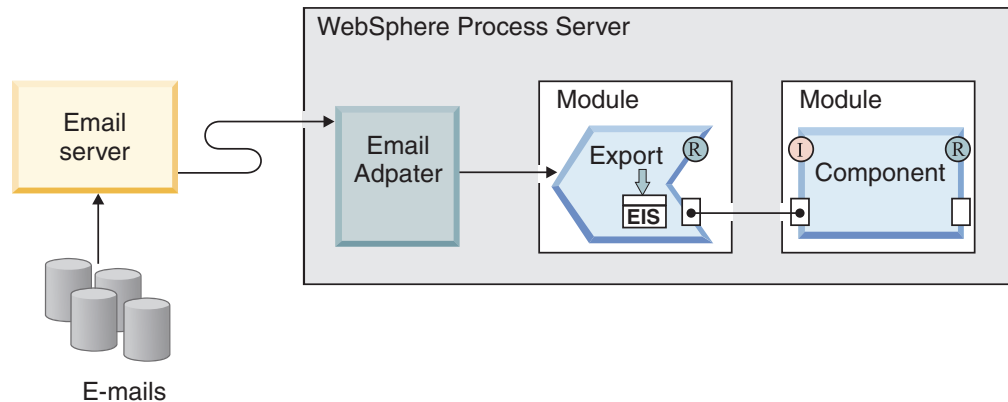 WebSphere Process Server
Email
server
Email
Adpater
Module
Export
R
EIS
Module
I
R
Component
E-mails